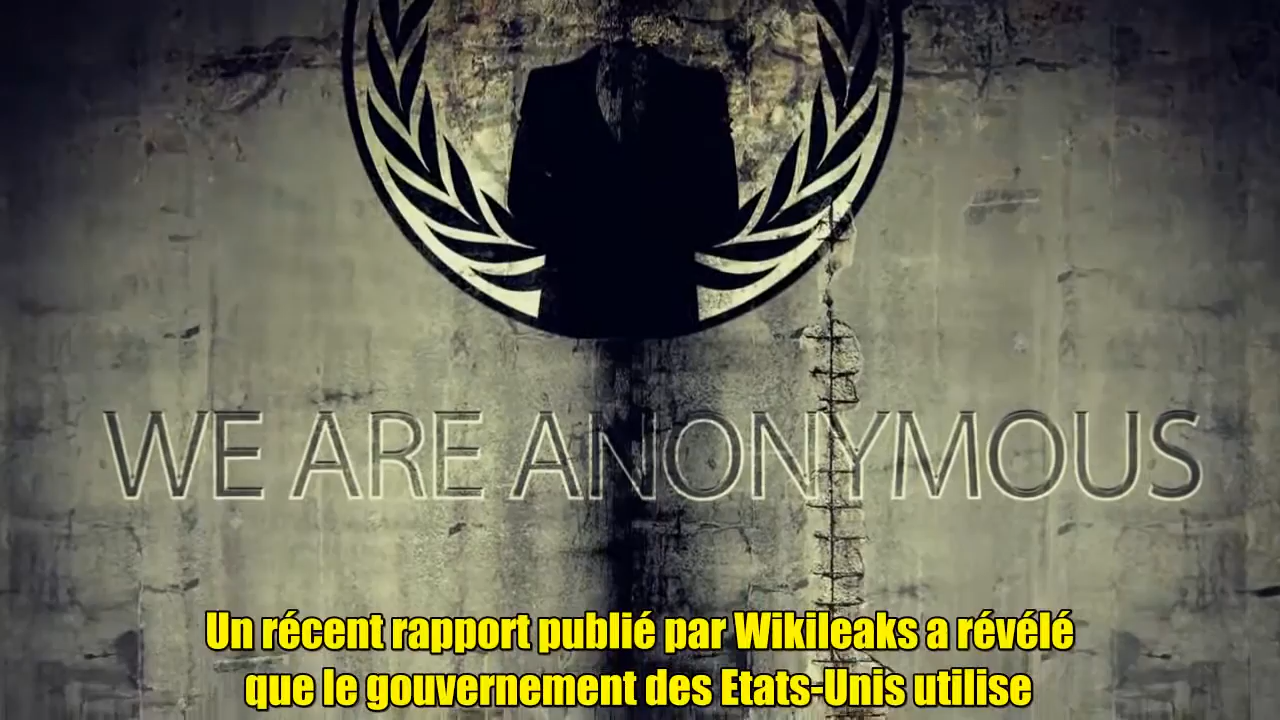 WE ARE ANONYMOUS
Un récent rapport publié par Wikileaks a révélé
que le gouvernement des Etats-Unis utilise